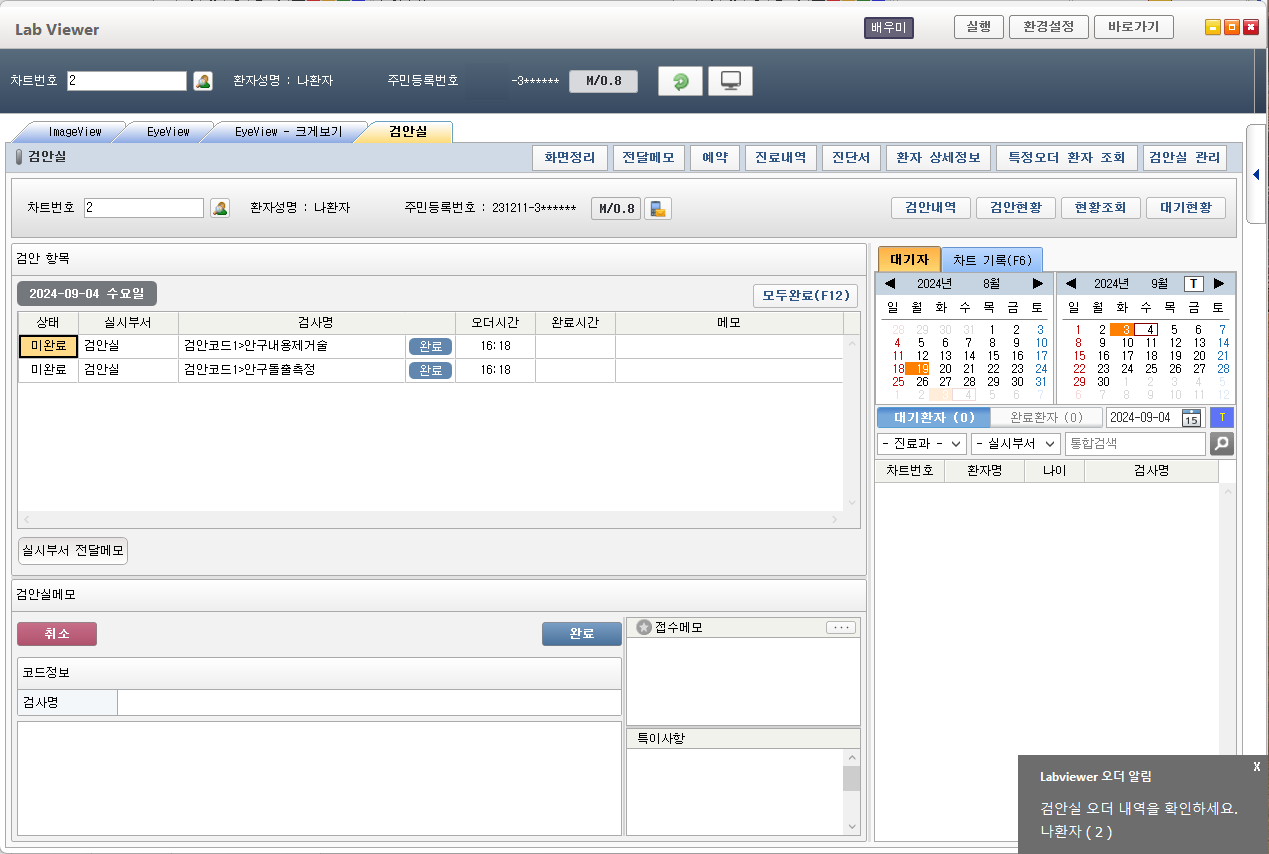 Lab Viewer 배우미 실행 환경설정 바로가기
차트번호 2 환자성명 : 나환자 주민등록번호 -3****** M/0.8
ImageView EyeView EyeView - 크게보기 검안실
검안실 화면정리 전달메모 예약 진료내역 진단서 환자 상세정보 특정오더 환자 조회 검안실 관리
차트번호 2 환자성명 : 나환자 주민등록번호 : 231211-3****** M/0.8 검안내역 검안현황 현황조회 대기현황
검안 항목
2024-09-04 수요일 모두완료(F12)
상태 실시부서 검사명 오더시간 완료시간 메모
미완료 검안실 검안코드1>안구내용제거술 완료 16:18
미완료 검안실 검안코드1>안구돌출측정 완료 16:18
실시부서 전달메모
검안실메모
취소 완료
코드정보
검사명
접수메모 ...
특이사항
대기자 차트 기록(F6)
◀ 2024년 8월 ▶
일 월 화 수 목 금 토
28 29 30 31 1 2 3
4 5 6 7 8 9 10
11 12 13 14 15 16 17
18 19 20 21 22 23 24
25 26 27 28 29 30 31
1 2 3 4 5 6 7
◀ 2024년 9월 T ▶
일 월 화 수 목 금 토
1 2 3 4 5 6 7
8 9 10 11 12 13 14
15 16 17 18 19 20 21
22 23 24 25 26 27 28
29 30 1 2 3 4 5
6 7 8 9 10 11 12
대기환자 (0) 완료환자 (0) 2024-09-04 15 T
- 진료과 - - 실시부서 통합검색
차트번호 환자명 나이 검사명
Labviewer 오더 알림 X
검안실 오더 내역을 확인하세요.
나환자 ( 2 )